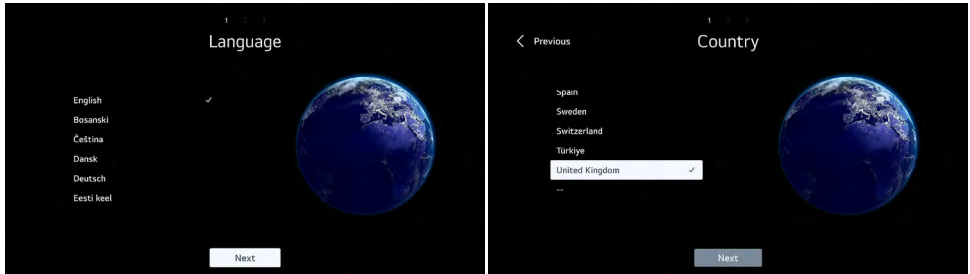 1 2 3
Language
English ✓
Bosanski
Čeština
Dansk
Deutsch
Eesti keel
Next
1 2 3
Previous
Country
Spain
Sweden
Switzerland
Türkiye
United Kingdom ✓
--
Next